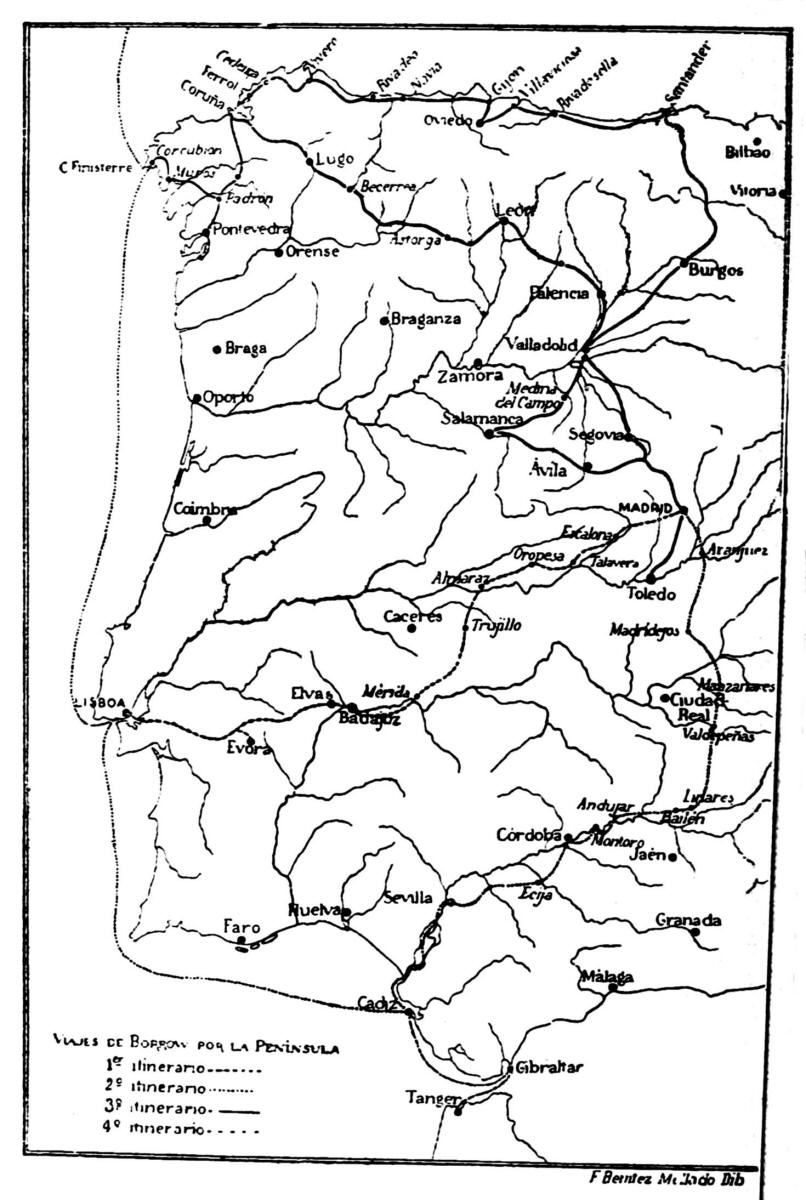 Cedeira
Vivero
Ferrol
Coruña
Rivadeo
Navia
Gijon
Villaviciosa
Rivadesella
Santander
Oviedo
Bilbao
Vitoria
Corcubion
C. Finisterre
Muros
Lugo
Becerrea
Padron
Pontevedra
Orense
Astorga
León
Burgos
Palencia
Braganza
Braga
Valladolid
Zamora
Medina
del Campo
Oporto
Salamanca
Segovia
Ávila
Coimbra
MADRID
Escalona
Aranjuez
Oropesa
Talavera
Almaraz
Toledo
Caceres
Trujillo
Madridejos
LISBOA
Elvas
Mérida
Badajoz
Manzanares
Ciudad-
Real
Valdepeñas
Evora
Linares
Andujar
Bailén
Córdoba
Montoro
Jaén
Sevilla
Ecija
Huelva
Faro
Granada
Málaga
Cadiz
VIAJES DE BORROW POR LA PENÍNSULA
1er itinerario
2º itinerario
3º itinerario
4º itinerario
Gibraltar
Tanger
F Benitez Mellado Dib